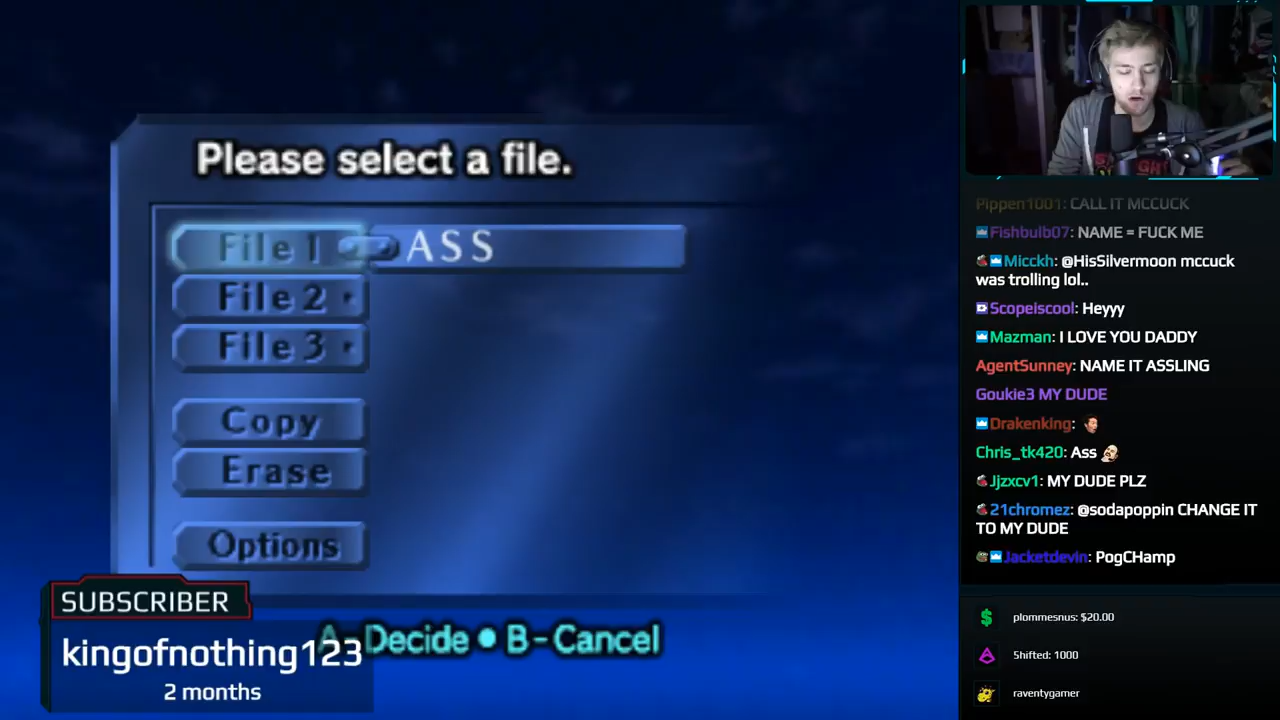 Please select a file.
File 1 ASS
File 2
File 3
Copy
Erase
Options
Decide • B-Cancel
SUBSCRIBER
kingofnothing123
2 months
Pippen1001: CALL IT MCCUCK
Fishbulb07: NAME = FUCK ME
Micckh: @HisSilvermoon mccuck
was trolling lol..
Scopeiscool: Heyyy
Mazman: I LOVE YOU DADDY
AgentSunney: NAME IT ASSLING
Goukie3 MY DUDE
Drakenking:
Chris_tk420: Ass
Jjzxcv1: MY DUDE PLZ
21chromez: @sodapoppin CHANGE IT
TO MY DUDE
Jacketdevin: PogCHamp
plommesnus: $20.00
Shifted: 1000
raventygamer